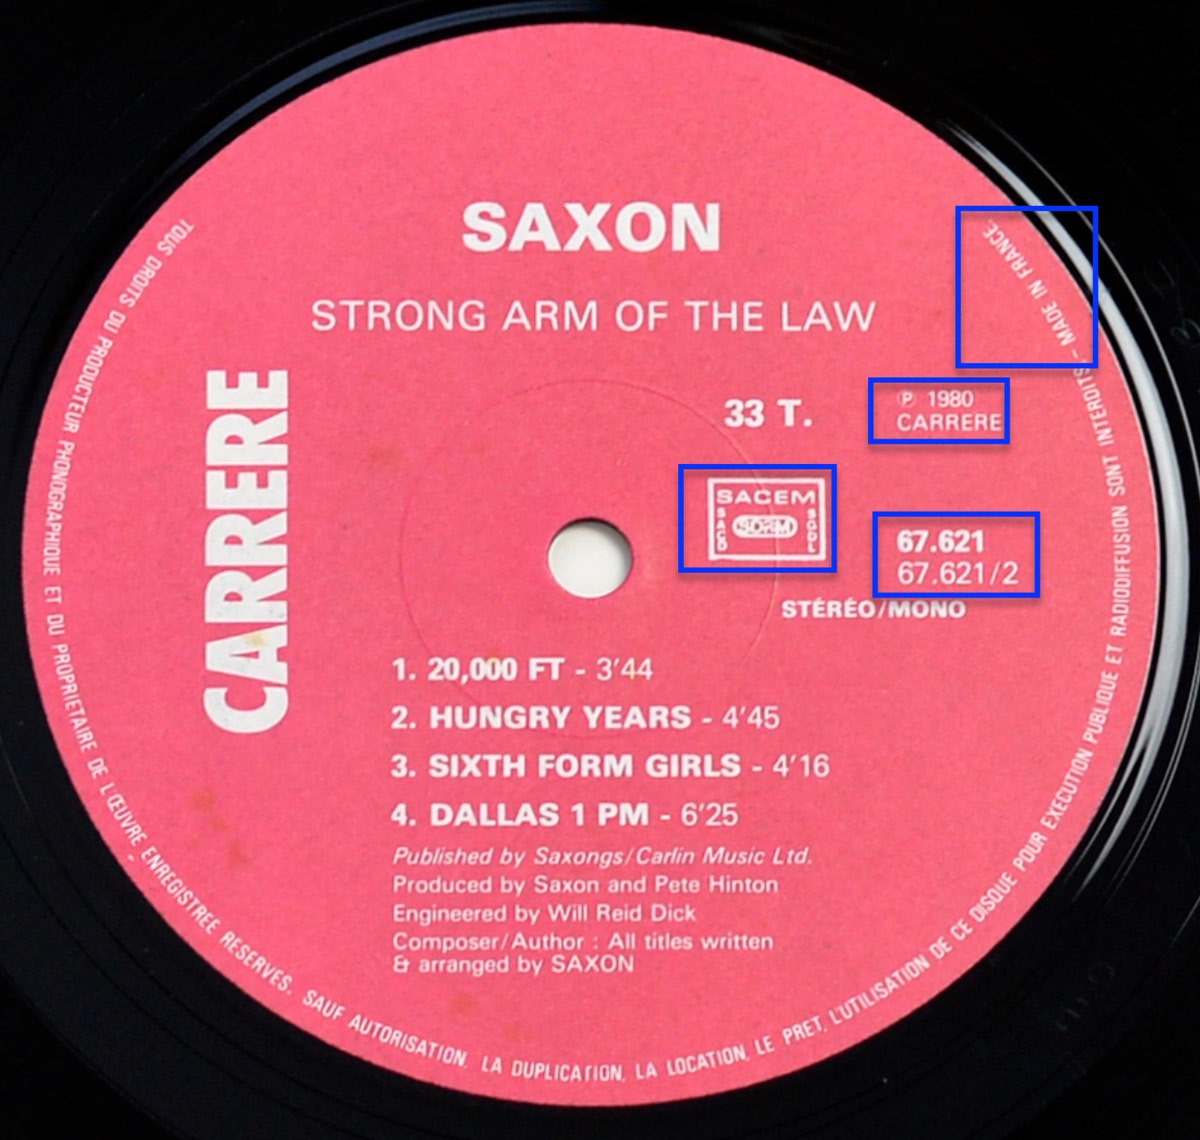 SAXON
STRONG ARM OF THE LAW
CARRERE
33 T.
℗ 1980
CARRERE
SACEM
SACD
SDRM
SGDL
67.621
67.621/2
STÉRÉO/MONO
1. 20,000 FT - 3'44
2. HUNGRY YEARS - 4'45
3. SIXTH FORM GIRLS - 4'16
4. DALLAS 1 PM - 6'25
Published by Saxongs/Carlin Music Ltd.
Produced by Saxon and Pete Hinton
Engineered by Will Reid Dick
Composer/Author : All titles written
& arranged by SAXON
TOUS DROITS DU PRODUCTEUR PHONOGRAPHIQUE ET DU PROPRIETAIRE DE L'ŒUVRE ENREGISTREE RESERVES. SAUF AUTORISATION, LA DUPLICATION, LA LOCATION, LE PRET, L'UTILISATION DE CE DISQUE POUR EXECUTION PUBLIQUE ET RADIODIFFUSION SONT INTERDITS - MADE IN FRANCE.